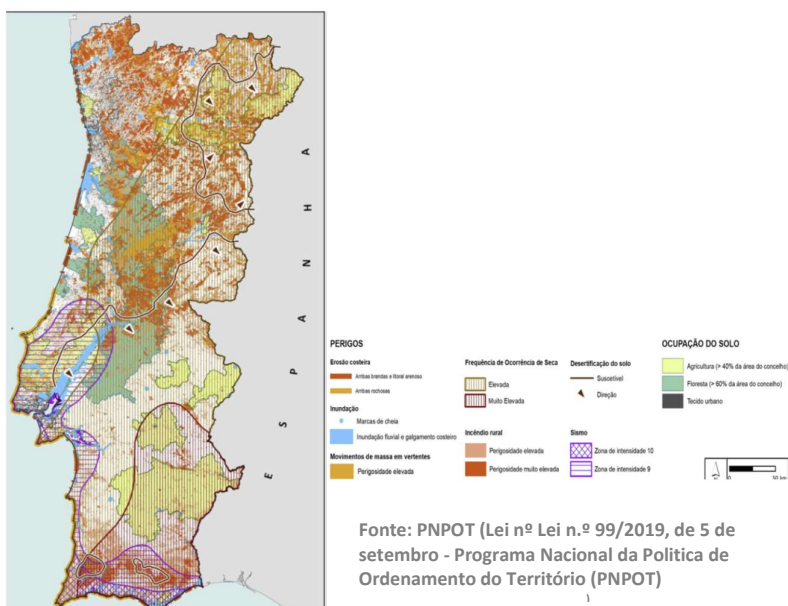 E S P A N H A
PERIGOS
Erosão costeira
Arribas brandas e litoral arenoso
Arribas rochosas
Inundação
Marcas de cheia
Inundação fluvial e galgamento costeiro
Movimentos de massa em vertentes
Perigosidade elevada
Frequência de Ocorrência de Seca
Elevada
Muito Elevada
Incêndio rural
Perigosidade elevada
Perigosidade muito elevada
Desertificação do solo
Suscetível
Direção
Sismo
Zona de intensidade 10
Zona de intensidade 9
OCUPAÇÃO DO SOLO
Agricultura (> 40% da área do concelho)
Floresta (> 60% da área do concelho)
Tecido urbano
0 50 km
Fonte: PNPOT (Lei nº Lei n.º 99/2019, de 5 de
setembro - Programa Nacional da Politica de
Ordenamento do Território (PNPOT)
)